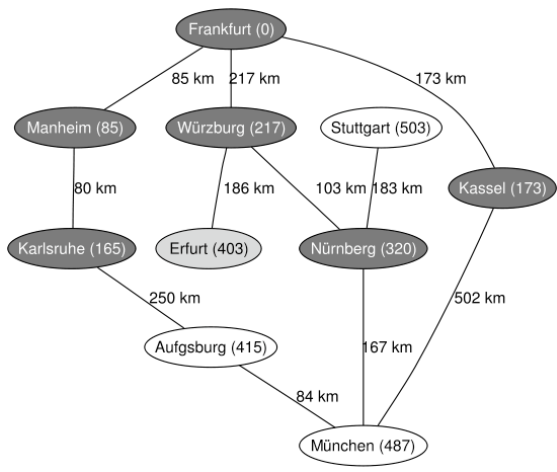 Frankfurt (0)
85 km
217 km
173 km
Manheim (85)
Würzburg (217)
Stuttgart (503)
80 km
186 km
103 km
183 km
Kassel (173)
Karlsruhe (165)
Erfurt (403)
Nürnberg (320)
250 km
502 km
Aufgsburg (415)
167 km
84 km
München (487)